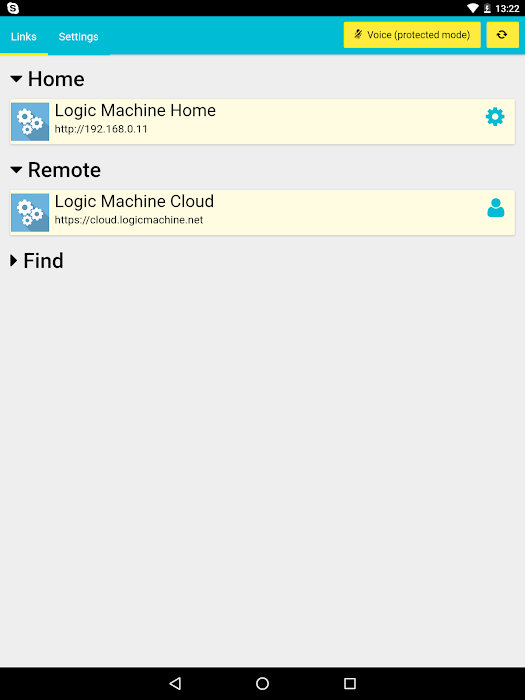 13:22
Links
Settings
Voice (protected mode)
Home
Logic Machine Home
http://192.168.0.11
Remote
Logic Machine Cloud
https://cloud.logicmachine.net
Find